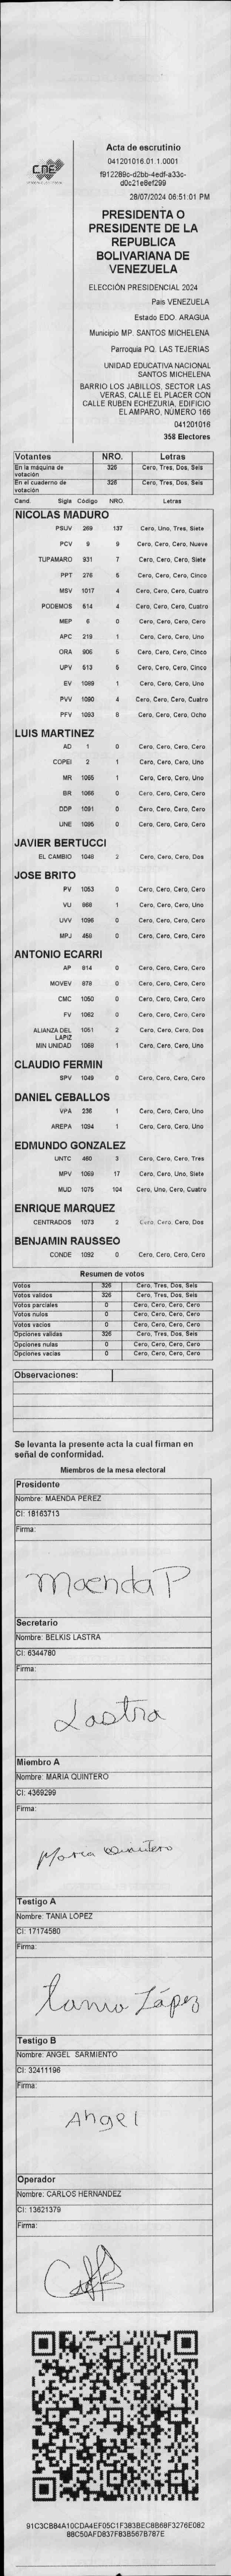 CNE
Acta de escrutinio
041201016.01.1.0001
f912289c-d2bb-4edf-a33c-
d0c21e8ef299
28/07/2024 06:51:01 PM
PRESIDENTA O
PRESIDENTE DE LA
REPUBLICA
BOLIVARIANA DE
VENEZUELA
ELECCIÓN PRESIDENCIAL 2024
País VENEZUELA
Estado EDO. ARAGUA
Municipio MP. SANTOS MICHELENA
Parroquia PQ. LAS TEJERIAS
UNIDAD EDUCATIVA NACIONAL
SANTOS MICHELENA
BARRIO LOS JABILLOS, SECTOR LAS
VERAS, CALLE EL PLACER CON
CALLE RUBEN ECHEZURIA, EDIFICIO
EL AMPARO, NÚMERO 166
041201016
358 Electores
Votantes NRO. Letras
En la máquina de votación 326 Cero, Tres, Dos, Seis
En el cuaderno de votación 326 Cero, Tres, Dos, Seis
Cand. Sigla Código NRO. Letras
NICOLAS MADURO
PSUV 269 137 Cero, Uno, Tres, Siete
PCV 9 9 Cero, Cero, Cero, Nueve
TUPAMARO 931 7 Cero, Cero, Cero, Siete
PPT 276 5 Cero, Cero, Cero, Cinco
MSV 1017 4 Cero, Cero, Cero, Cuatro
PODEMOS 514 4 Cero, Cero, Cero, Cuatro
MEP 6 0 Cero, Cero, Cero, Cero
APC 219 1 Cero, Cero, Cero, Uno
ORA 906 5 Cero, Cero, Cero, Cinco
UPV 513 5 Cero, Cero, Cero, Cinco
EV 1089 1 Cero, Cero, Cero, Uno
PVV 1090 4 Cero, Cero, Cero, Cuatro
PFV 1093 8 Cero, Cero, Cero, Ocho
LUIS MARTINEZ
AD 1 0 Cero, Cero, Cero, Cero
COPEI 2 1 Cero, Cero, Cero, Uno
MR 1065 1 Cero, Cero, Cero, Uno
BR 1066 0 Cero, Cero, Cero, Cero
DDP 1091 0 Cero, Cero, Cero, Cero
UNE 1095 0 Cero, Cero, Cero, Cero
JAVIER BERTUCCI
EL CAMBIO 1048 2 Cero, Cero, Cero, Dos
JOSE BRITO
PV 1053 0 Cero, Cero, Cero, Cero
VU 868 1 Cero, Cero, Cero, Uno
UVV 1096 0 Cero, Cero, Cero, Cero
MPJ 458 0 Cero, Cero, Cero, Cero
ANTONIO ECARRI
AP 814 0 Cero, Cero, Cero, Cero
MOVEV 878 0 Cero, Cero, Cero, Cero
CMC 1050 0 Cero, Cero, Cero, Cero
FV 1062 0 Cero, Cero, Cero, Cero
ALIANZA DEL LAPIZ 1051 2 Cero, Cero, Cero, Dos
MIN UNIDAD 1068 1 Cero, Cero, Cero, Uno
CLAUDIO FERMIN
SPV 1049 0 Cero, Cero, Cero, Cero
DANIEL CEBALLOS
VPA 236 1 Cero, Cero, Cero, Uno
AREPA 1094 1 Cero, Cero, Cero, Uno
EDMUNDO GONZALEZ
UNTC 460 3 Cero, Cero, Cero, Tres
MPV 1069 17 Cero, Cero, Uno, Siete
MUD 1075 104 Cero, Uno, Cero, Cuatro
ENRIQUE MARQUEZ
CENTRADOS 1073 2 Cero, Cero, Cero, Dos
BENJAMIN RAUSSEO
CONDE 1092 0 Cero, Cero, Cero, Cero
Resumen de votos
Votos 326 Cero, Tres, Dos, Seis
Votos validos 326 Cero, Tres, Dos, Seis
Votos parciales 0 Cero, Cero, Cero, Cero
Votos nulos 0 Cero, Cero, Cero, Cero
Votos vacios 0 Cero, Cero, Cero, Cero
Opciones validas 326 Cero, Tres, Dos, Seis
Opciones nulas 0 Cero, Cero, Cero, Cero
Opciones vacias 0 Cero, Cero, Cero, Cero
Observaciones:
Se levanta la presente acta la cual firman en
señal de conformidad.
Miembros de la mesa electoral
Presidente
Nombre: MAENDA PEREZ
CI: 18163713
Firma:
Maenda P
Secretario
Nombre: BELKIS LASTRA
CI: 6344780
Firma:
Lastra
Miembro A
Nombre: MARIA QUINTERO
CI: 4369299
Firma:
Maria Quintero
Testigo A
Nombre: TANIA LOPEZ
CI: 17174580
Firma:
Tania López
Testigo B
Nombre: ANGEL SARMIENTO
CI: 32411196
Firma:
Angel
Operador
Nombre: CARLOS HERNANDEZ
CI: 13621379
Firma:
91C3CB84A10CDA4EF05C1F383BEC8B68F3276E082
88C50AFD837F83B567B787E